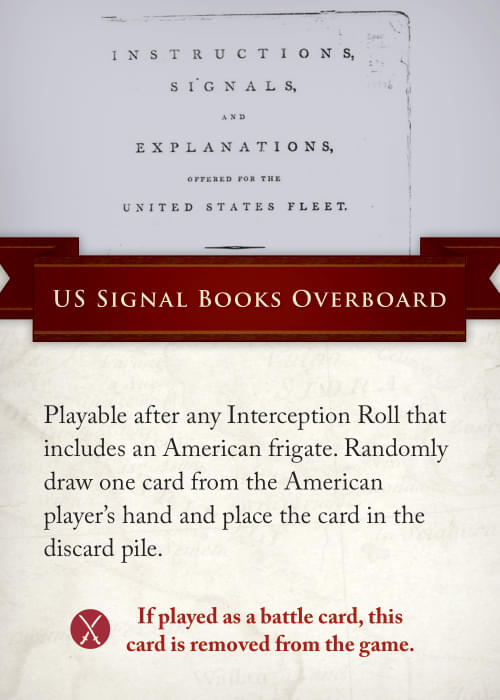 INSTRUCTIONS,
SIGNALS,
AND
EXPLANATIONS,
OFFERED FOR THE
UNITED STATES FLEET.
US SIGNAL BOOKS OVERBOARD
Playable after any Interception Roll that
includes an American frigate. Randomly
draw one card from the American
player's hand and place the card in the
discard pile.
If played as a battle card, this
card is removed from the game.